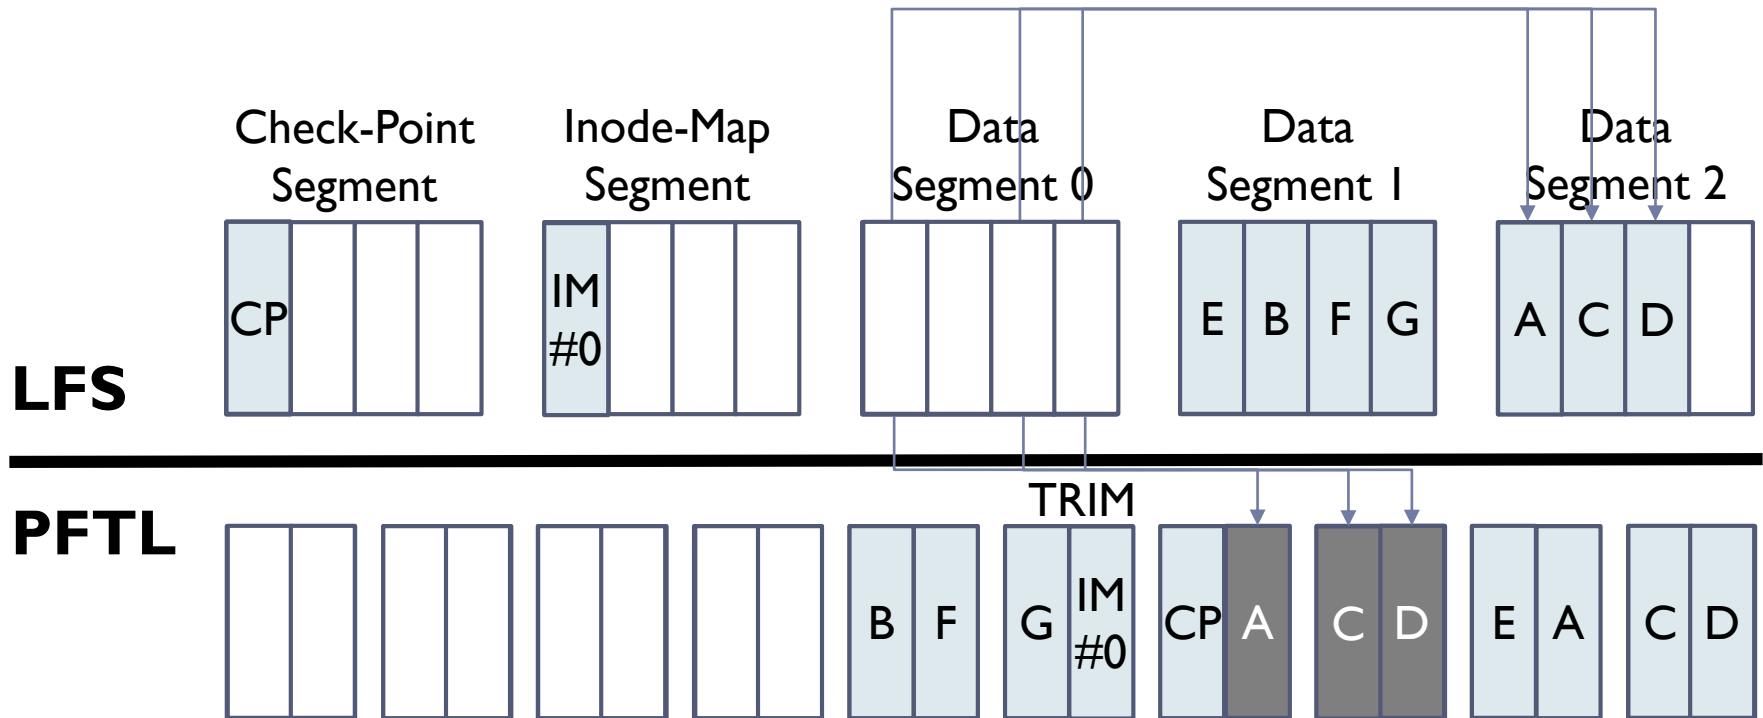 Check-Point
Segment
Inode-Map
Segment
Data
Segment 0
Data
Segment 1
Data
Segment 2
CP
IM
#0
E B F G
A C D
LFS
TRIM
PFTL
B F
G IM
#0
CP A
C D
E A
C D